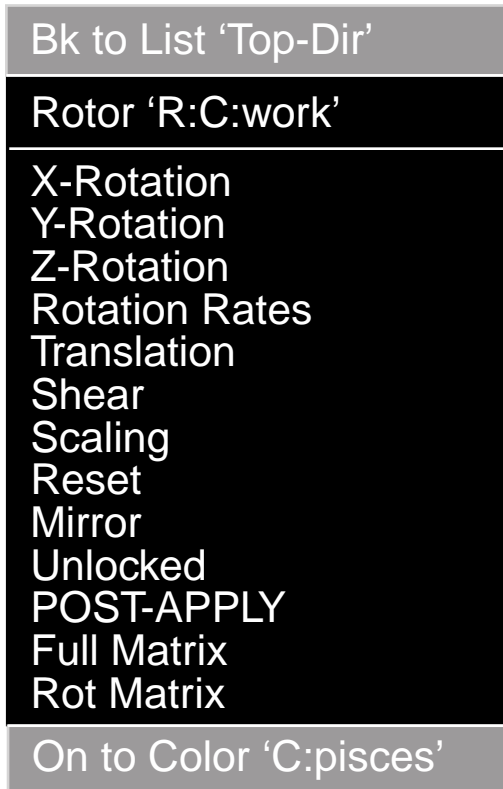 Bk to List ‘Top-Dir’
Rotor ‘R:C:work’
X-Rotation
Y-Rotation
Z-Rotation
Rotation Rates
Translation
Shear
Scaling
Reset
Mirror
Unlocked
POST-APPLY
Full Matrix
Rot Matrix
On to Color ‘C:pisces’